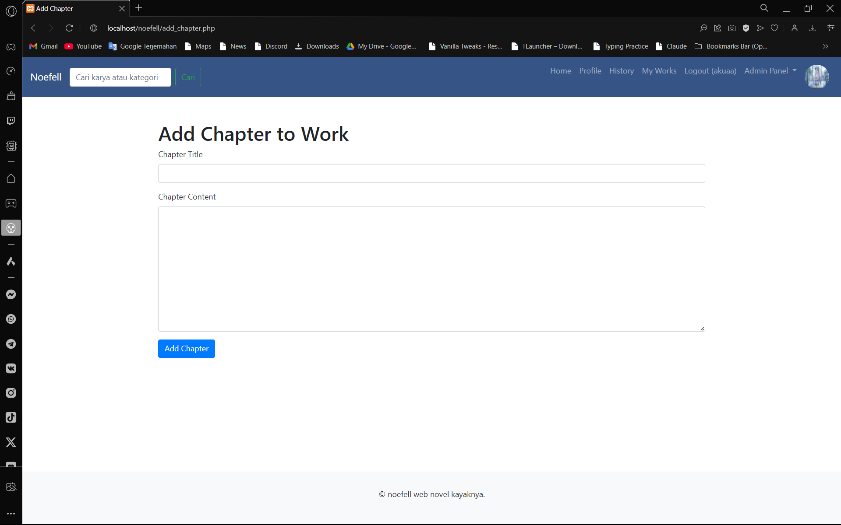 Add Chapter
localhost/noefell/add_chapter.php
Gmail YouTube Google Terjemahan Maps News Discord Downloads My Drive - Google... Vanilla Tweaks - Res... TLauncher – Downl... Typing Practice Claude Bookmarks Bar (Op...
Noefell Cari karya atau kategori Cari Home Profile History My Works Logout (akuaa) Admin Panel
Add Chapter to Work
Chapter Title
Chapter Content
Add Chapter
© noefell web novel kayaknya.